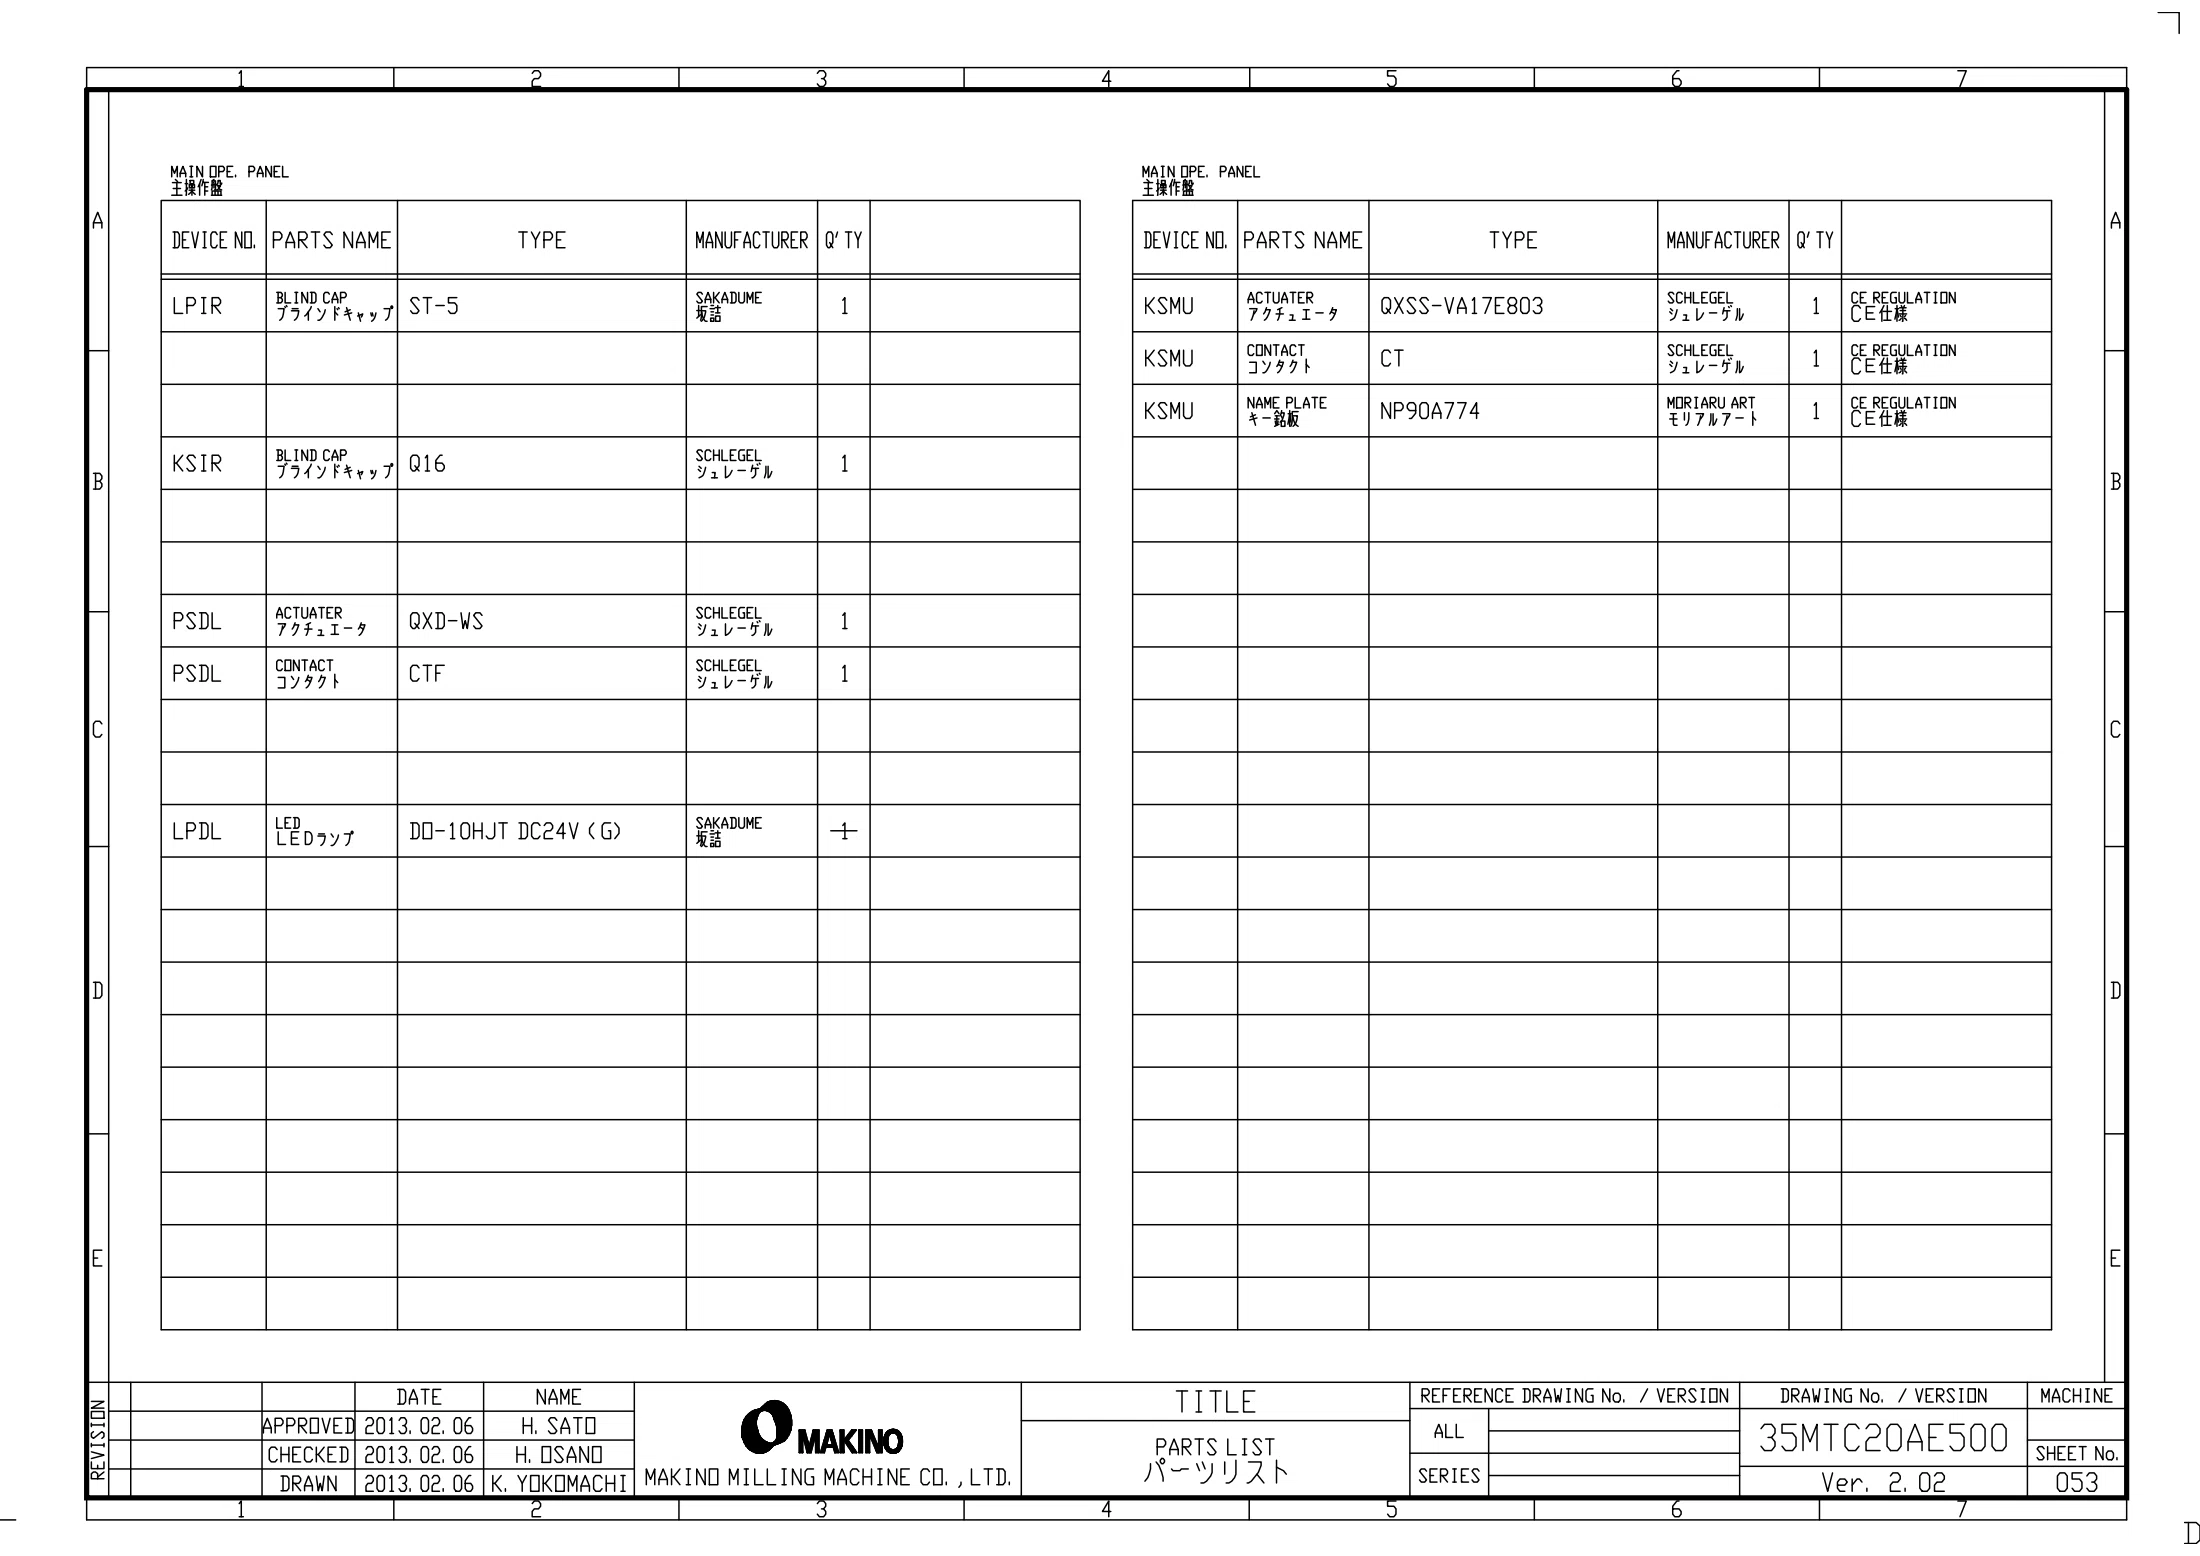 1 2 3 4 5 6 7
MAIN OPE. PANEL
主操作盤
DEVICE NO. PARTS NAME TYPE MANUFACTURER Q'TY
LPIR BLIND CAP ST-5 SAKADUME 1
ブラインドキャップ 坂詰
KSIR BLIND CAP Q16 SCHLEGEL 1
ブラインドキャップ シュレーゲル
PSDL ACTUATER QXD-WS SCHLEGEL 1
アクチュエータ シュレーゲル
PSDL CONTACT CTF SCHLEGEL 1
コンタクト シュレーゲル
LPDL LED DO-10HJT DC24V (G) SAKADUME 1
LEDランプ 坂詰
MAIN OPE. PANEL
主操作盤
DEVICE NO. PARTS NAME TYPE MANUFACTURER Q'TY
KSMU ACTUATER QXSS-VA17E803 SCHLEGEL 1 CE REGULATION
アクチュエータ シュレーゲル CE仕様
KSMU CONTACT CT SCHLEGEL 1 CE REGULATION
コンタクト シュレーゲル CE仕様
KSMU NAME PLATE NP90A774 MORIARU ART 1 CE REGULATION
キー銘板 モリアルアート CE仕様
A A
B B
C C
D D
E E
REVISION
DATE NAME
APPROVED 2013.02.06 H. SATO
CHECKED 2013.02.06 H. OSANO
DRAWN 2013.02.06 K. YOKOMACHI
MAKINO
MAKINO MILLING MACHINE CO.,LTD.
TITLE
PARTS LIST
パーツリスト
REFERENCE DRAWING No. / VERSION
ALL
SERIES
DRAWING No. / VERSION
35MTC20AE500
Ver. 2.02
MACHINE
SHEET No.
053
1 2 3 4 5 6 7
D